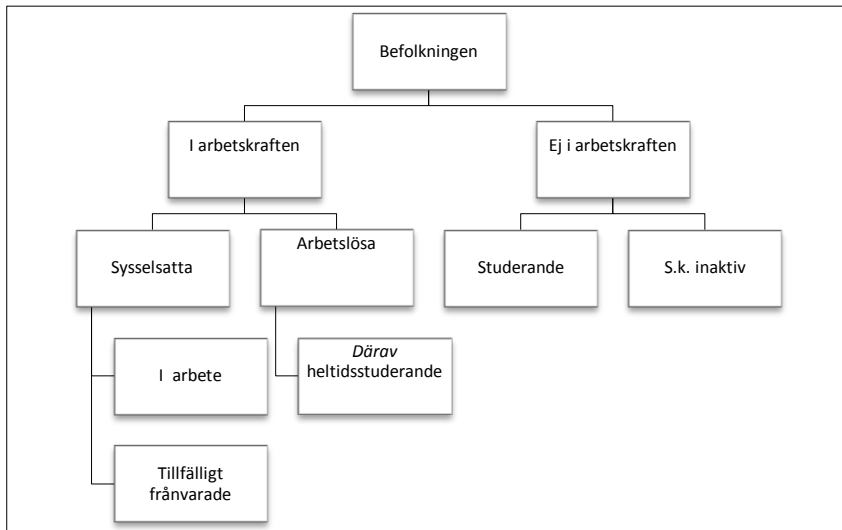 Befolkningen
I arbetskraften
Ej i arbetskraften
Sysselsatta
Arbetslösa
Studerande
S.k. inaktiv
I arbete
Därav
heltidsstuderande
Tillfälligt
frånvarade